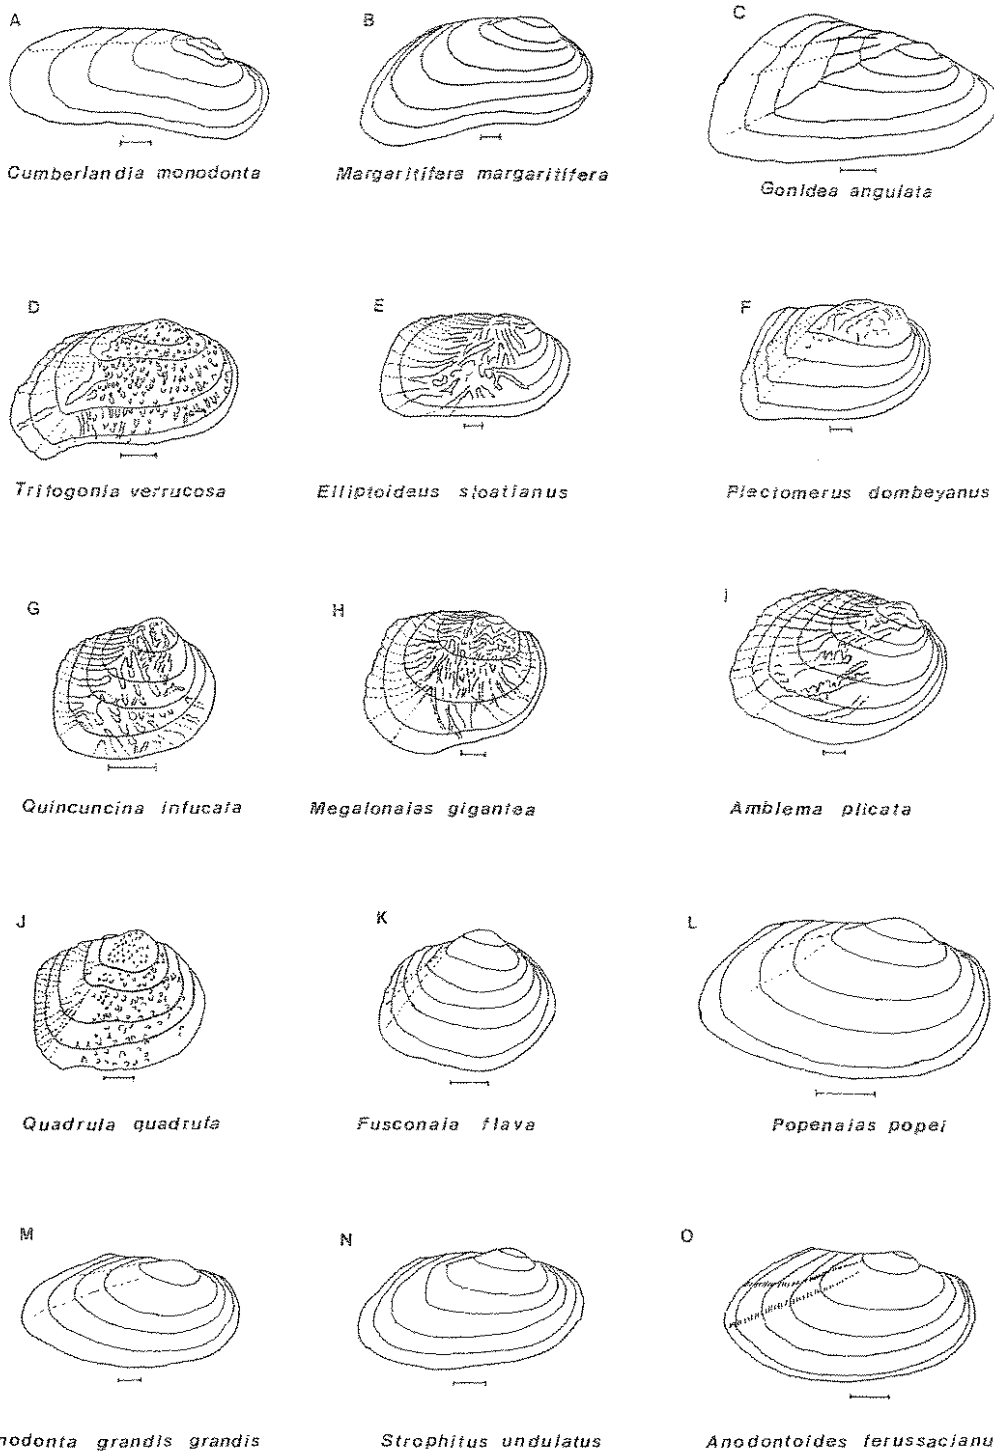 A B C
Cumberlandia monodonta Margaritifera margaritifera Gonidea angulata
D E F
Tritogonia verrucosa Elliptoideus sloatianus Plectomerus dombeyanus
G H I
Quincuncina infucata Megalonaias gigantea Amblema plicata
J K L
Quadrula quadrula Fusconaia flava Popenaias popei
M N O
nodonta grandis grandis Strophitus undulatus Anodontoides ferussacianu